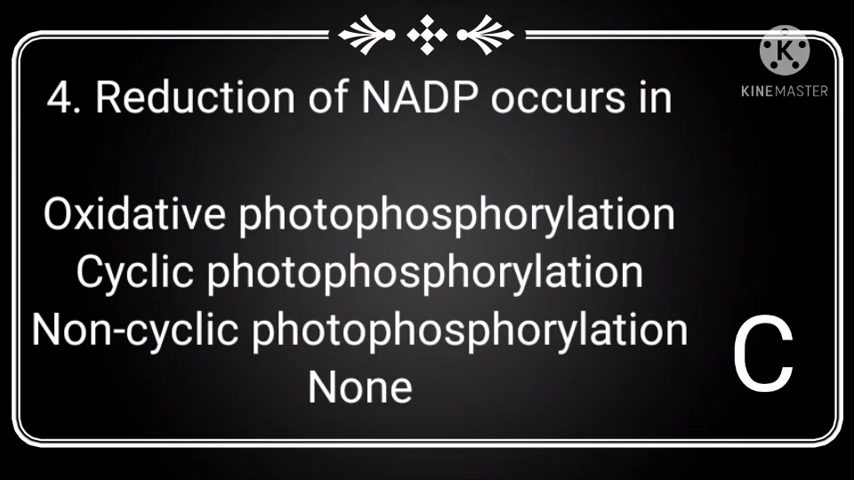 4. Reduction of NADP occurs in
Oxidative photophosphorylation
Cyclic photophosphorylation
Non-cyclic photophosphorylation
None
C
K
KINEMASTER